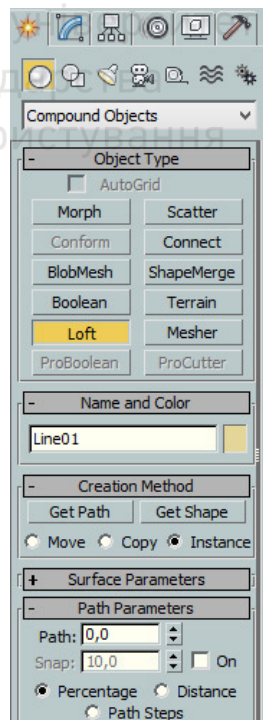 Compound Objects
- Object Type
AutoGrid
Morph Scatter
Conform Connect
BlobMesh ShapeMerge
Boolean Terrain
Loft Mesher
ProBoolean ProCutter
- Name and Color
Line01
- Creation Method
Get Path Get Shape
Move Copy Instance
+ Surface Parameters
- Path Parameters
Path: 0,0
Snap: 10,0 On
Percentage Distance
Path Steps